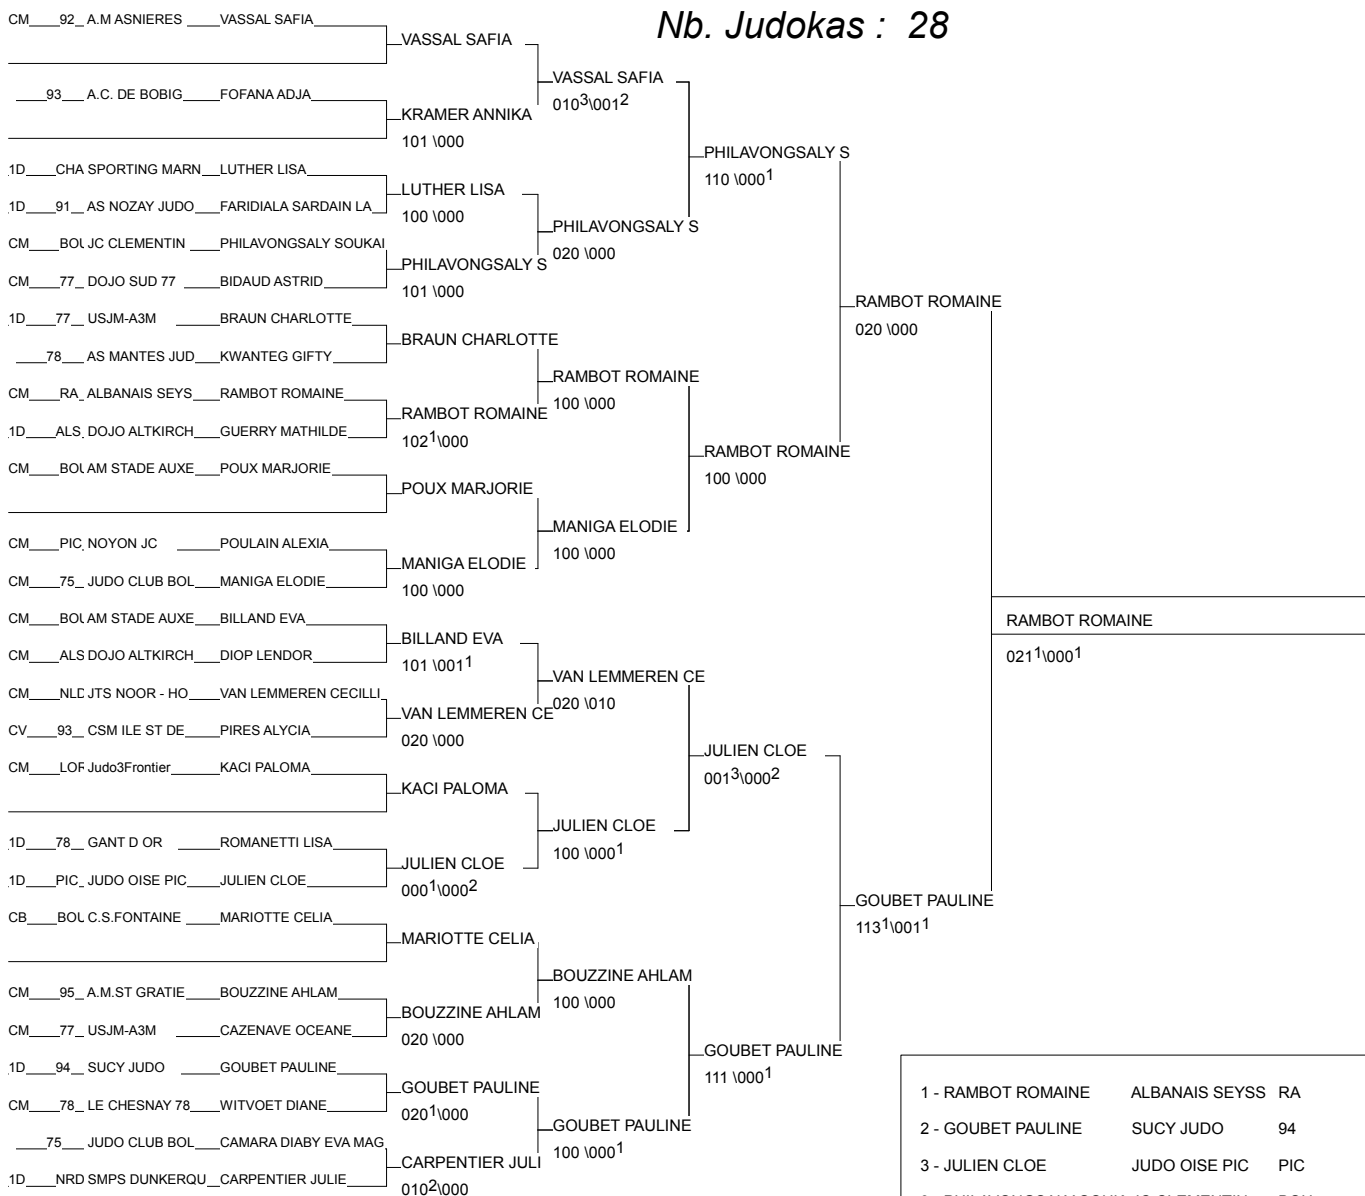 Nb. Judokas : 28
CM 92 A.M ASNIERES VASSAL SAFIA
93 A.C. DE BOBIG FOFANA ADJA
1D CHA SPORTING MARN LUTHER LISA
1D 91 AS NOZAY JUDO FARIDIALA SARDAIN LA
CM BOU JC CLEMENTIN PHILAVONGSALY SOUKAI
CM 77 DOJO SUD 77 BIDAUD ASTRID
1D 77 USJM-A3M BRAUN CHARLOTTE
78 AS MANTES JUD KWANTEG GIFTY
CM RA ALBANAIS SEYS RAMBOT ROMAINE
1D ALS DOJO ALTKIRCH GUERRY MATHILDE
CM BOU AM STADE AUXE POUX MARJORIE
CM PIC NOYON JC POULAIN ALEXIA
CM 75 JUDO CLUB BOL MANIGA ELODIE
CM BOU AM STADE AUXE BILLAND EVA
CM ALS DOJO ALTKIRCH DIOP LENDOR
CM NLD JTS NOOR - HO VAN LEMMEREN CECILLI
CV 93 CSM ILE ST DE PIRES ALYCIA
CM LOR Judo3Frontier KACI PALOMA
1D 78 GANT D OR ROMANETTI LISA
1D PIC JUDO OISE PIC JULIEN CLOE
CB BOU C.S.FONTAINE MARIOTTE CELIA
CM 95 A.M.ST GRATIE BOUZZINE AHLAM
CM 77 USJM-A3M CAZENAVE OCEANE
1D 94 SUCY JUDO GOUBET PAULINE
CM 78 LE CHESNAY 78 WITVOET DIANE
75 JUDO CLUB BOL CAMARA DIABY EVA MAG
1D NRD SMPS DUNKERQU CARPENTIER JULIE
VASSAL SAFIA
KRAMER ANNIKA
101 \000
LUTHER LISA
100 \000
PHILAVONGSALY S
101 \000
BRAUN CHARLOTTE
RAMBOT ROMAINE
102¹\000
POUX MARJORIE
MANIGA ELODIE
100 \000
BILLAND EVA
101 \001¹
VAN LEMMEREN CE
020 \000
KACI PALOMA
JULIEN CLOE
000¹\000²
MARIOTTE CELIA
BOUZZINE AHLAM
020 \000
GOUBET PAULINE
020¹\000
CARPENTIER JULI
010²\000
VASSAL SAFIA
010³\001²
PHILAVONGSALY S
020 \000
RAMBOT ROMAINE
100 \000
MANIGA ELODIE
100 \000
VAN LEMMEREN CE
020 \010
JULIEN CLOE
100 \000¹
BOUZZINE AHLAM
100 \000
GOUBET PAULINE
100 \000¹
PHILAVONGSALY S
110 \000¹
RAMBOT ROMAINE
100 \000
JULIEN CLOE
001³\000²
GOUBET PAULINE
111 \000¹
RAMBOT ROMAINE
020 \000
GOUBET PAULINE
113¹\001¹
RAMBOT ROMAINE
021¹\000¹
1 - RAMBOT ROMAINE ALBANAIS SEYSS RA
2 - GOUBET PAULINE SUCY JUDO 94
3 - JULIEN CLOE JUDO OISE PIC PIC